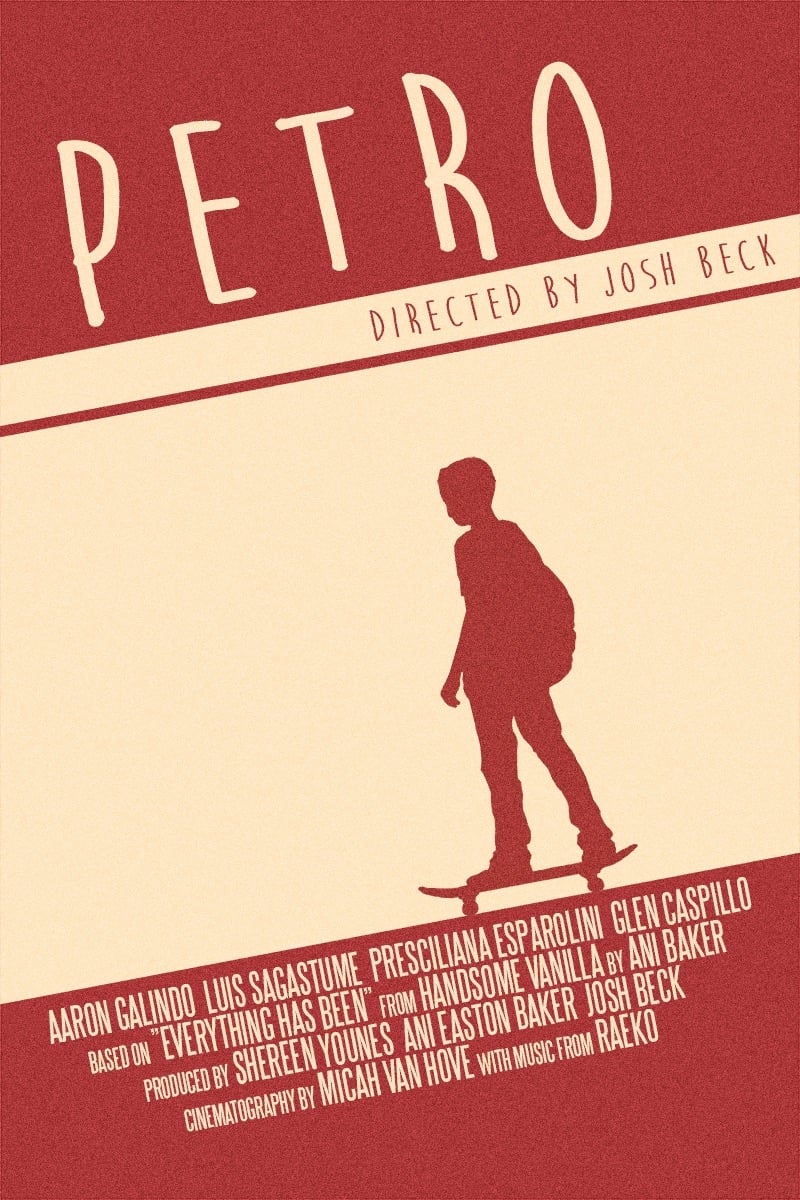 PETRO
DIRECTED BY JOSH BECK
AARON GALINDO LUIS SAGASTUME PRESCILIANA ESPAROLINI GLEN CASPILLO
BASED ON "EVERYTHING HAS BEEN" FROM HANDSOME VANILLA BY ANI BAKER
PRODUCED BY SHEREEN YOUNES ANI EASTON BAKER JOSH BECK
CINEMATOGRAPHY BY MICAH VAN HOVE WITH MUSIC FROM RAEKO